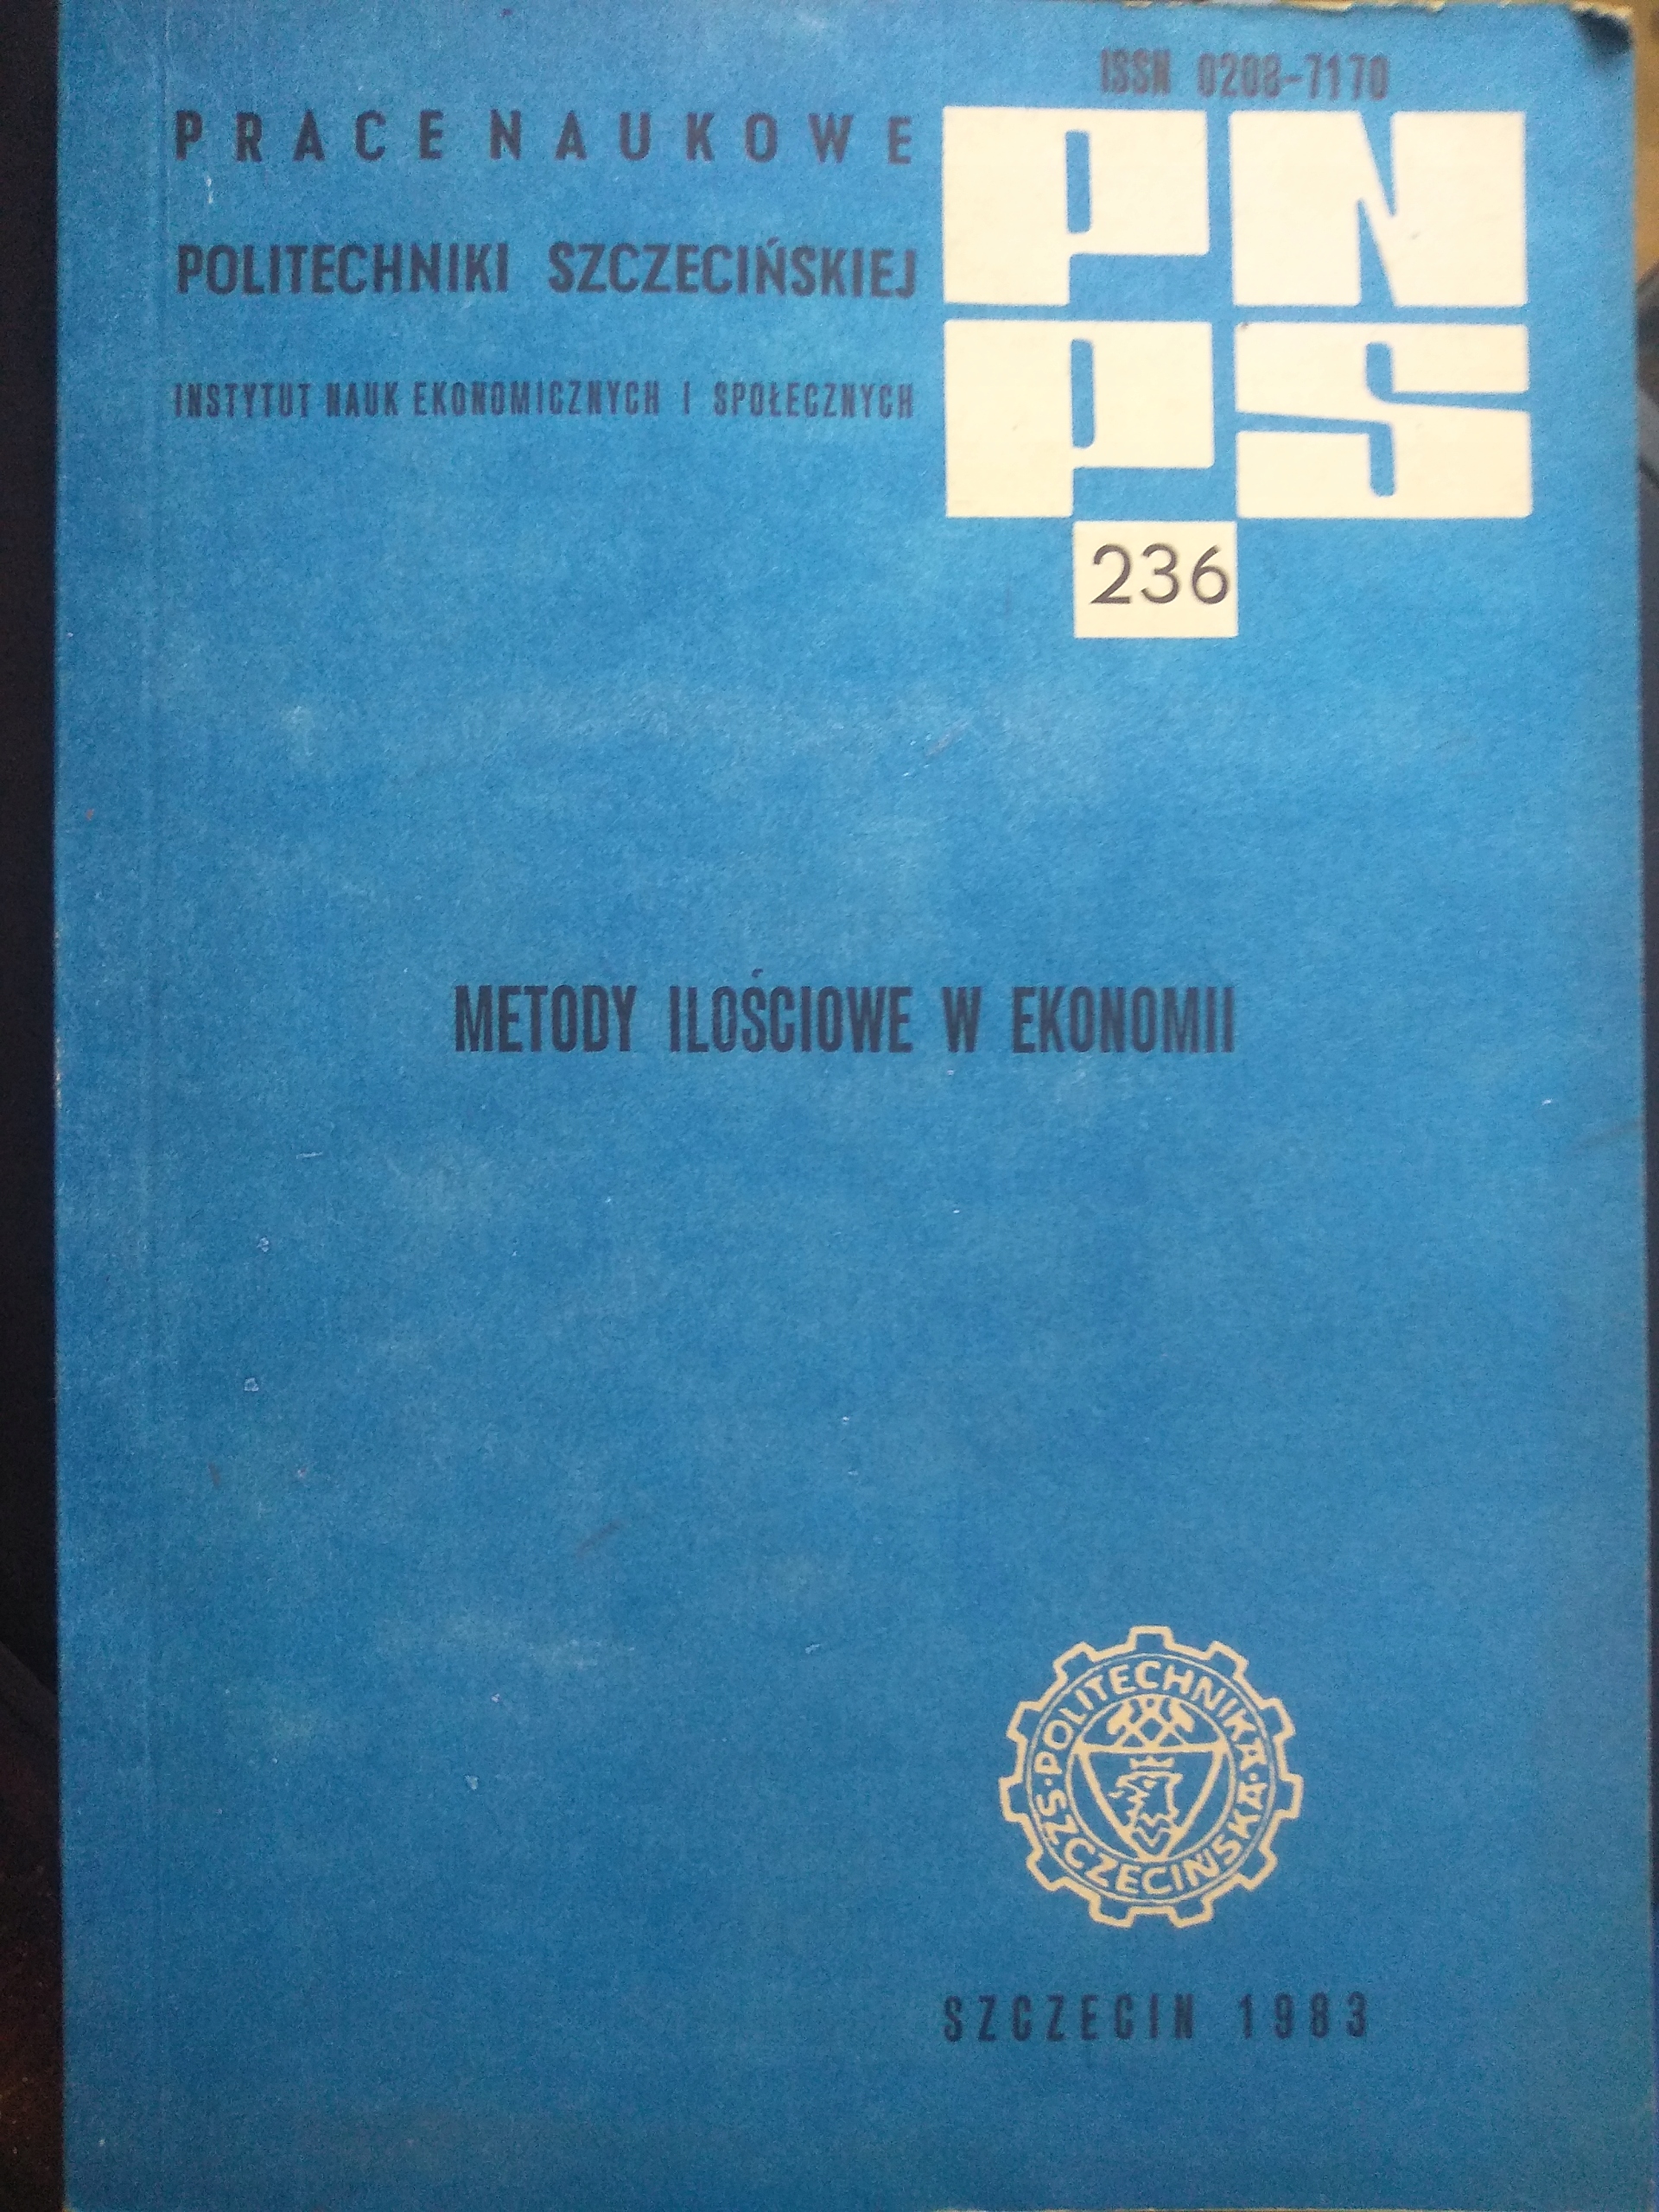 ISSN 0208-7170
PRACE NAUKOWE
POLITECHNIKI SZCZECIŃSKIEJ
INSTYTUT NAUK EKONOMICZNYCH I SPOŁECZNYCH
PN
PS
236
METODY ILOŚCIOWE W EKONOMII
POLITECHNIKA
SZCZECIŃSKA
SZCZECIN 1983